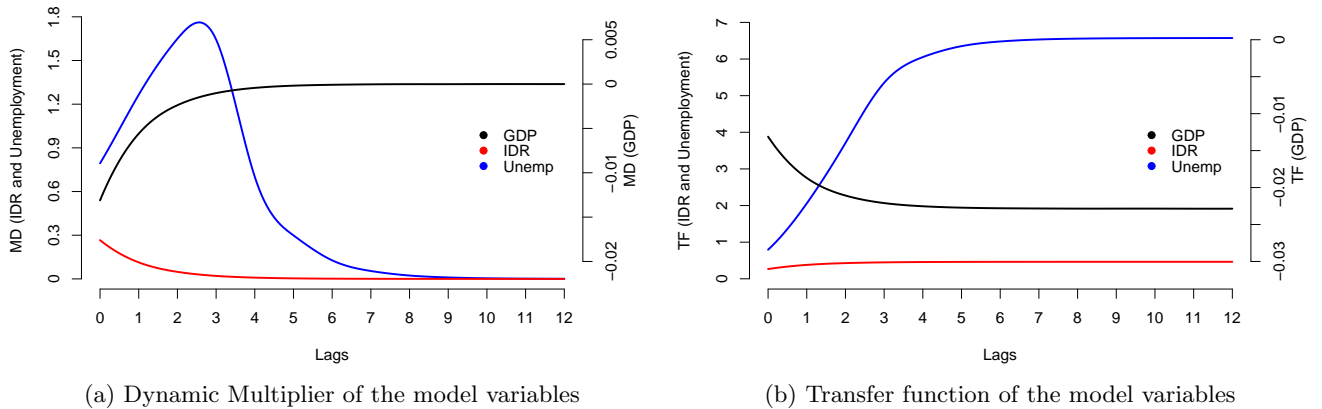 MD (IDR and Unemployment)
0 0.3 0.6 0.9 1.2 1.5 1.8
GDP
IDR
Unemp
−0.02 −0.01 0 0.005
MD (GDP)
0 1 2 3 4 5 6 7 8 9 10 11 12
Lags
(a) Dynamic Multiplier of the model variables
TF (IDR and Unemployment)
0 1 2 3 4 5 6 7
GDP
IDR
Unemp
−0.03 −0.02 −0.01 0
TF (GDP)
0 1 2 3 4 5 6 7 8 9 10 11 12
Lags
(b) Transfer function of the model variables